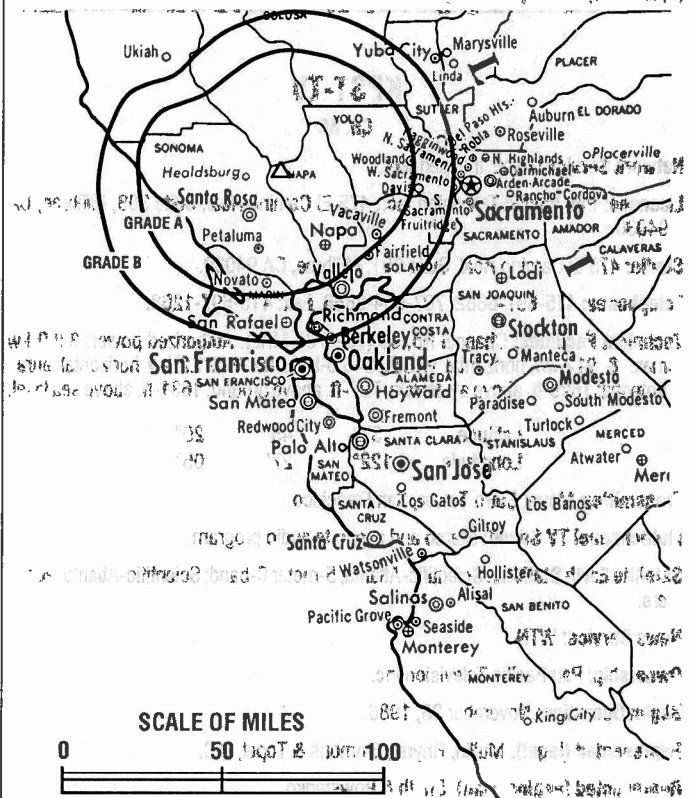 COLUSA
Ukiah
Yuba City
Marysville
Linda
PLACER
SUTTER
YOLO
Auburn
EL DORADO
Roseville
SONOMA
Woodland
N. Highlands
Placerville
Healdsburg
NAPA
W. Sacramento
Carmichael
Davis
Arden-Arcade
Rancho Cordova
Santa Rosa
Vacaville
S. Sacramento
Fruitridge
Sacramento
GRADE A
Petaluma
Napa
SACRAMENTO
AMADOR
CALAVERAS
GRADE B
Fairfield
SOLANO
Novato
MARIN
Vallejo
Lodi
SAN JOAQUIN
San Rafael
Richmond
CONTRA COSTA
Berkeley
Stockton
San Francisco
Oakland
Tracy
Manteca
SAN FRANCISCO
ALAMEDA
Hayward
Modesto
San Mateo
Paradise
South Modesto
Redwood City
Fremont
Turlock
Palo Alto
SANTA CLARA
STANISLAUS
MERCED
SAN MATEO
San Jose
Atwater
Los Gatos
Los Banos
SANTA CRUZ
Gilroy
Santa Cruz
Watsonville
Hollister
Salinas
Alisal
SAN BENITO
Pacific Grove
Seaside
Monterey
MONTEREY
King City
SCALE OF MILES
0 50 100